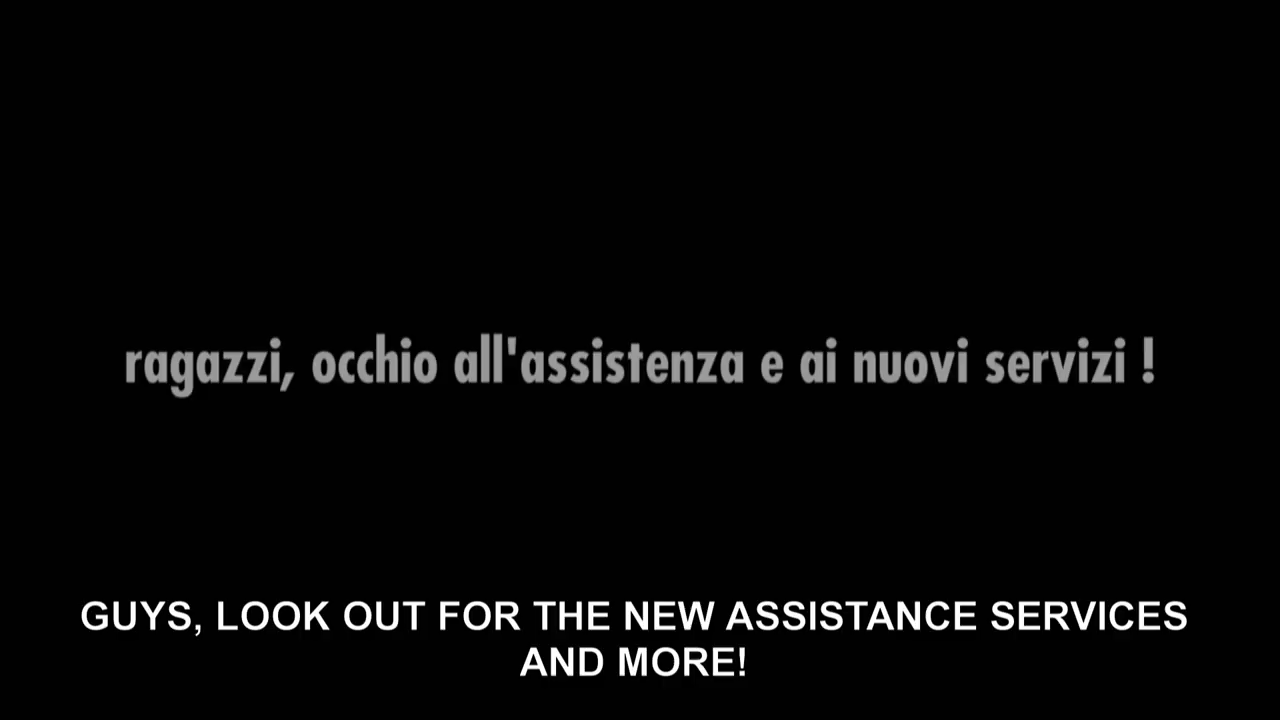 ragazzi, occhio all'assistenza e ai nuovi servizi !
GUYS, LOOK OUT FOR THE NEW ASSISTANCE SERVICES
AND MORE!